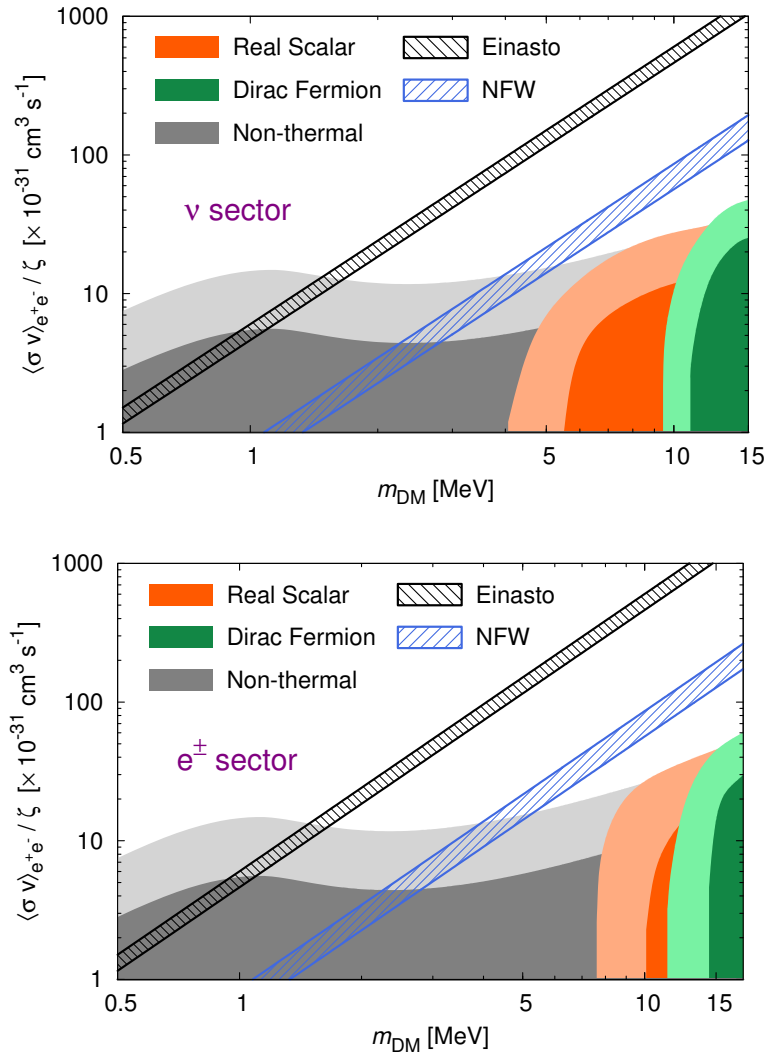 1000
100
10
1
⟨σ v⟩e⁺e⁻ / ζ [× 10⁻³¹ cm³ s⁻¹]
Real Scalar
Einasto
Dirac Fermion
NFW
Non-thermal
ν sector
0.5 1 5 10 15
mDM [MeV]
1000
100
10
1
⟨σ v⟩e⁺e⁻ / ζ [× 10⁻³¹ cm³ s⁻¹]
Real Scalar
Einasto
Dirac Fermion
NFW
Non-thermal
e± sector
0.5 1 5 10 15
mDM [MeV]